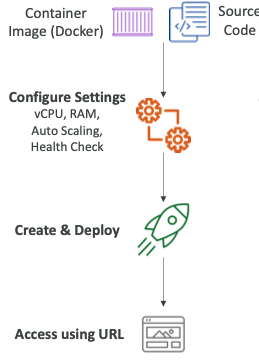 Container
Image (Docker)
Source
Code
Configure Settings
vCPU, RAM,
Auto Scaling,
Health Check
Create & Deploy
Access using URL